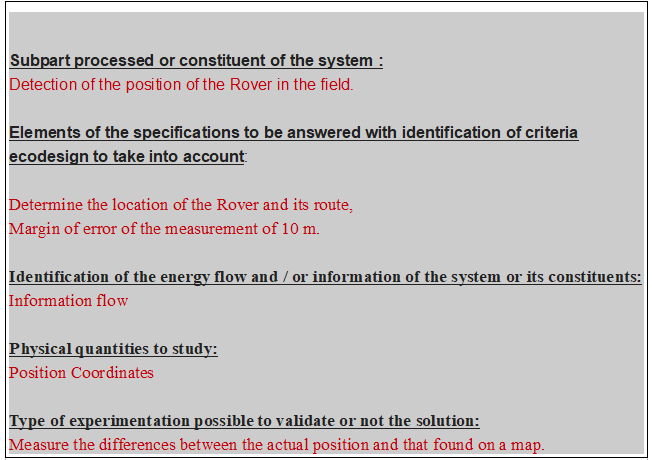 Subpart processed or constituent of the system :
Detection of the position of the Rover in the field.
Elements of the specifications to be answered with identification of criteria
ecodesign to take into account:
Determine the location of the Rover and its route,
Margin of error of the measurement of 10 m.
Identification of the energy flow and / or information of the system or its constituents:
Information flow
Physical quantities to study:
Position Coordinates
Type of experimentation possible to validate or not the solution:
Measure the differences between the actual position and that found on a map.